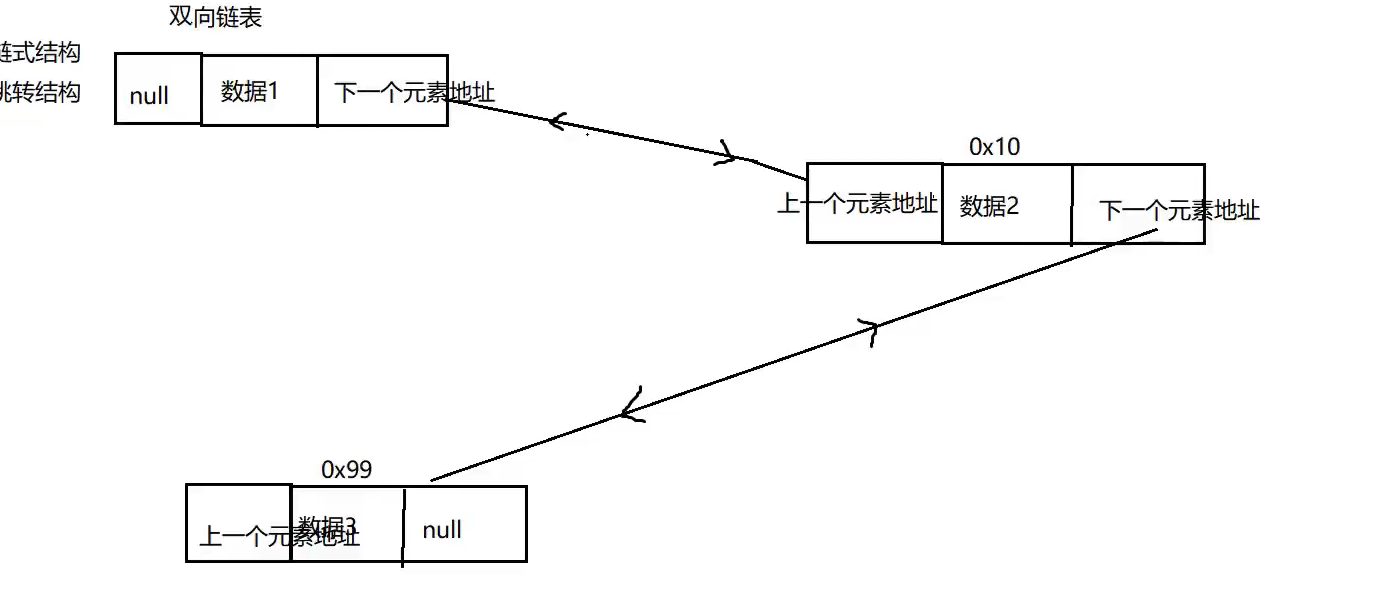 双向链表
链式结构
null
数据1
下一个元素地址
跳转结构
0x10
上一个元素地址
数据2
下一个元素地址
0x99
上一个元素地址
数据3
null